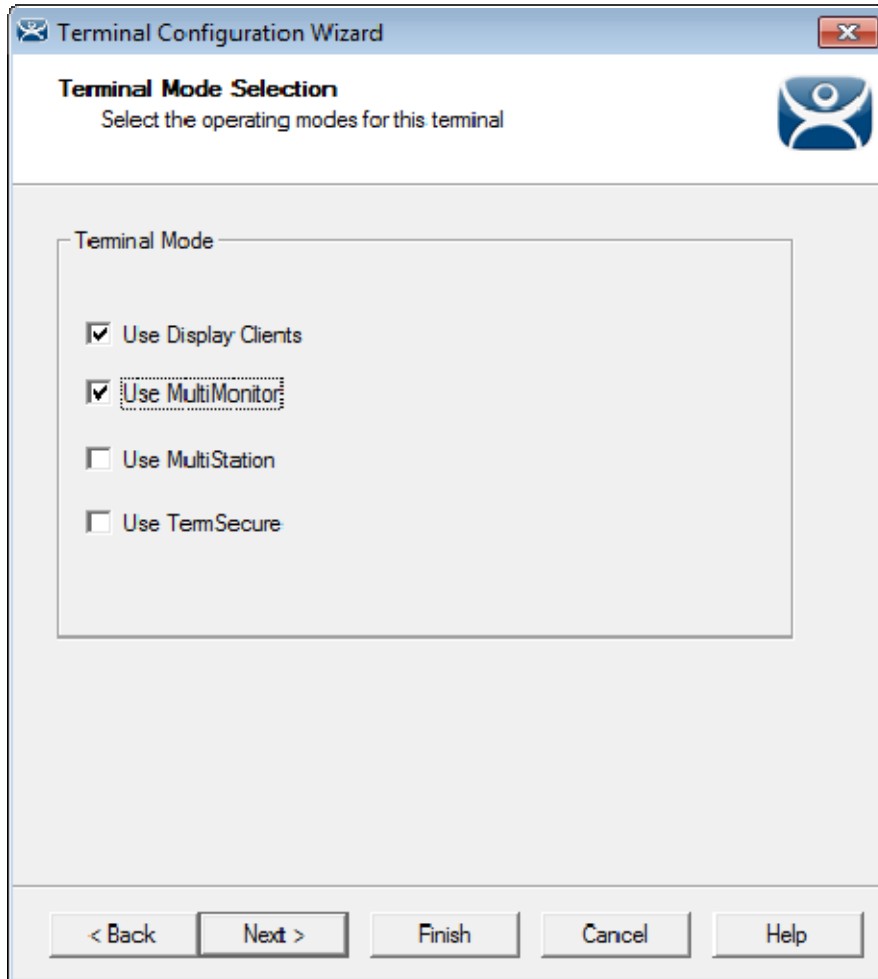 Terminal Configuration Wizard
Terminal Mode Selection
Select the operating modes for this terminal
Terminal Mode
Use Display Clients
Use MultiMonitor
Use MultiStation
Use TermSecure
< Back Next > Finish Cancel Help